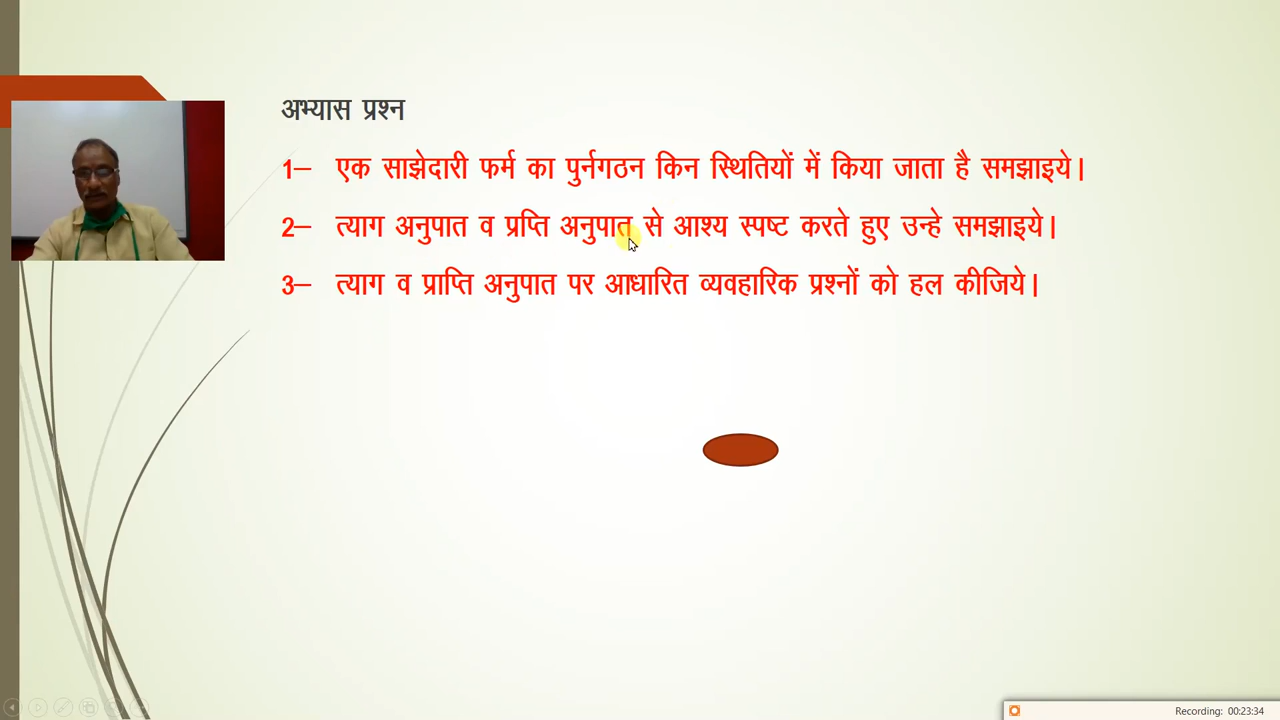 अभ्यास प्रश्न
1– एक साझेदारी फर्म का पुर्नगठन किन स्थितियों में किया जाता है समझाइये।
2– त्याग अनुपात व प्रप्ति अनुपात से आश्य स्पष्ट करते हुए उन्हे समझाइये।
3– त्याग व प्राप्ति अनुपात पर आधारित व्यवहारिक प्रश्नों को हल कीजिये।
Recording: 00:23:34